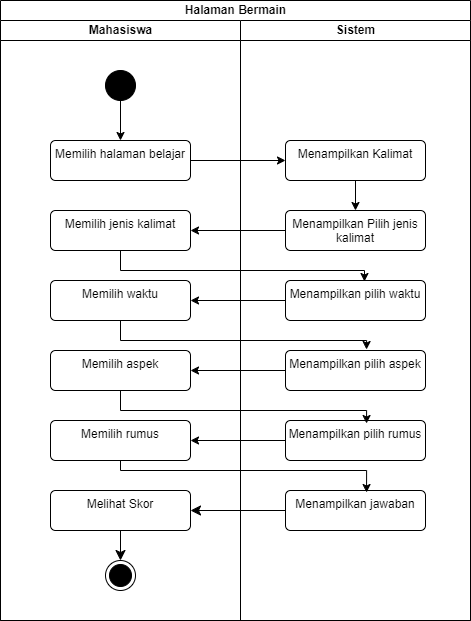 Halaman Bermain
Mahasiswa
Sistem
Memilih halaman belajar
Menampilkan Kalimat
Memilih jenis kalimat
Menampilkan Pilih jenis
kalimat
Memilih waktu
Menampilkan pilih waktu
Memilih aspek
Menampilkan pilih aspek
Memilih rumus
Menampilkan pilih rumus
Melihat Skor
Menampilkan jawaban